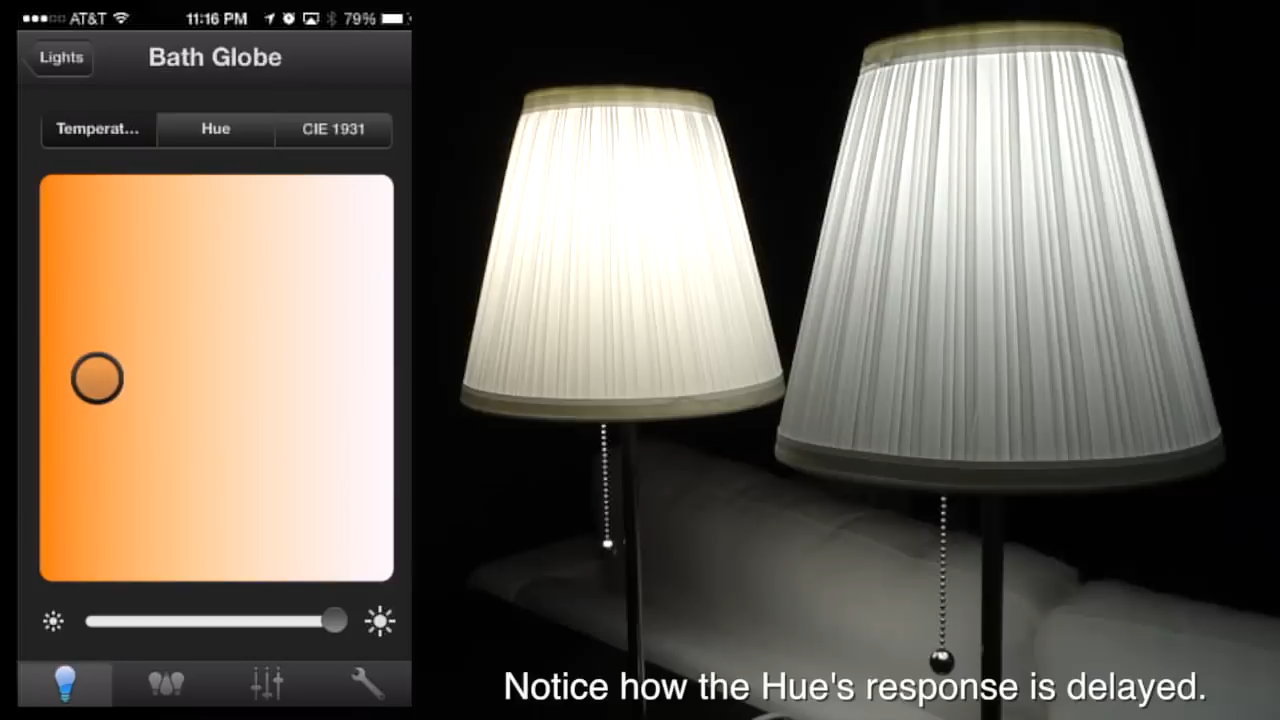 AT&T 11:16 PM 79%
Lights Bath Globe
Temperat... Hue CIE 1931
Notice how the Hue's response is delayed.